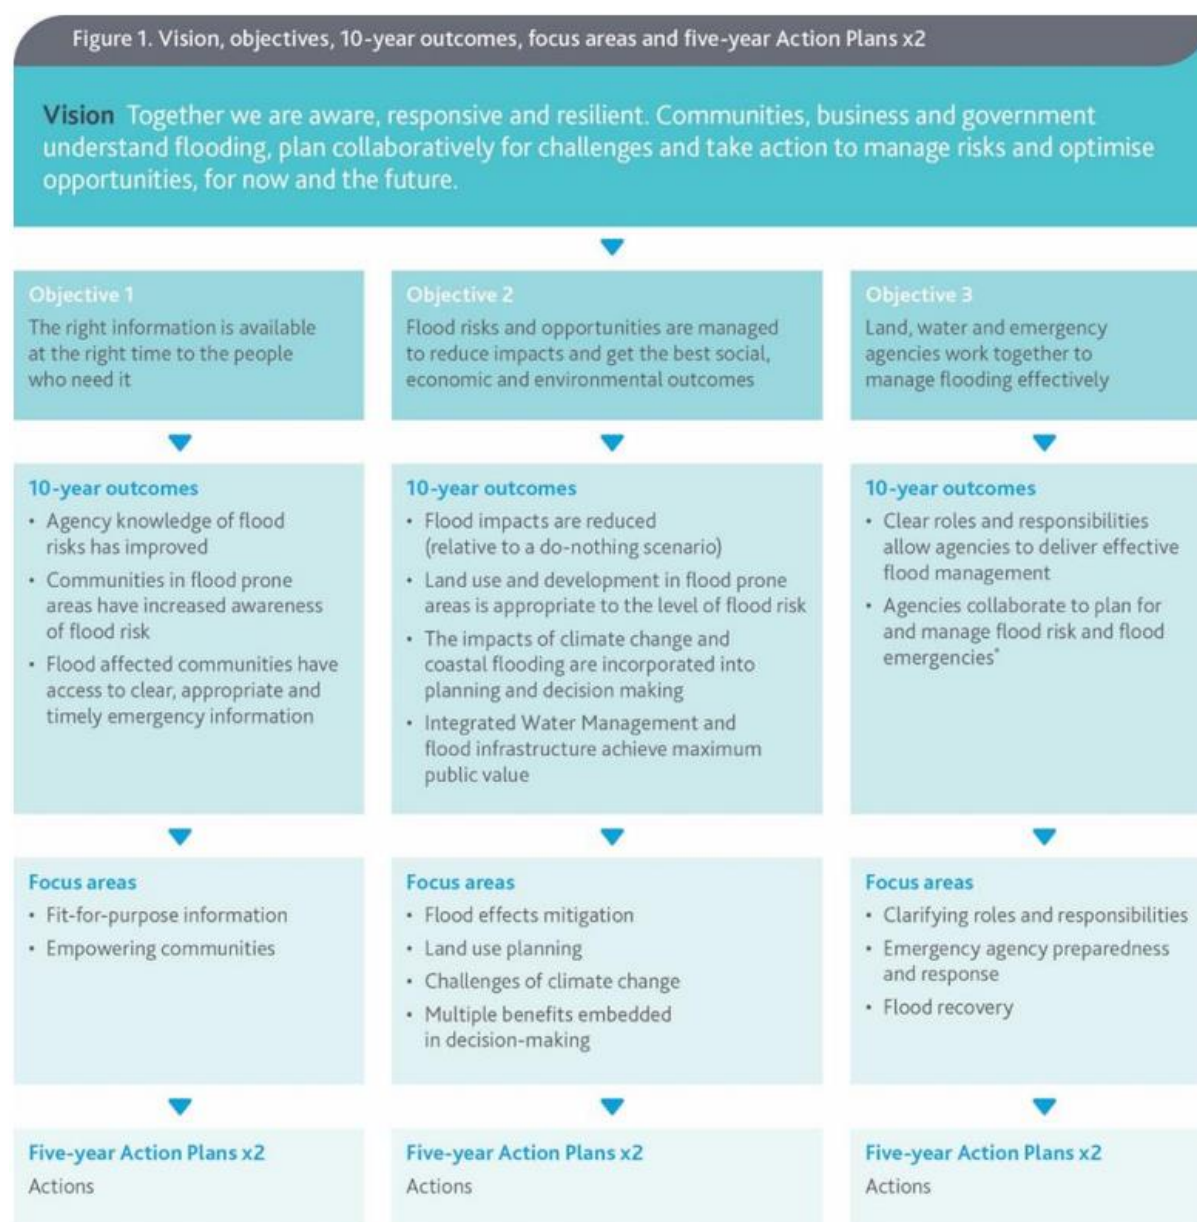 Figure 1. Vision, objectives, 10-year outcomes, focus areas and five-year Action Plans x2
Vision Together we are aware, responsive and resilient. Communities, business and government
understand flooding, plan collaboratively for challenges and take action to manage risks and optimise
opportunities, for now and the future.
Objective 1
The right information is available
at the right time to the people
who need it
Objective 2
Flood risks and opportunities are managed
to reduce impacts and get the best social,
economic and environmental outcomes
Objective 3
Land, water and emergency
agencies work together to
manage flooding effectively
10-year outcomes
• Agency knowledge of flood
risks has improved
• Communities in flood prone
areas have increased awareness
of flood risk
• Flood affected communities have
access to clear, appropriate and
timely emergency information
10-year outcomes
• Flood impacts are reduced
(relative to a do-nothing scenario)
• Land use and development in flood prone
areas is appropriate to the level of flood risk
• The impacts of climate change and
coastal flooding are incorporated into
planning and decision making
• Integrated Water Management and
flood infrastructure achieve maximum
public value
10-year outcomes
• Clear roles and responsibilities
allow agencies to deliver effective
flood management
• Agencies collaborate to plan for
and manage flood risk and flood
emergencies*
Focus areas
• Fit-for-purpose information
• Empowering communities
Focus areas
• Flood effects mitigation
• Land use planning
• Challenges of climate change
• Multiple benefits embedded
in decision-making
Focus areas
• Clarifying roles and responsibilities
• Emergency agency preparedness
and response
• Flood recovery
Five-year Action Plans x2
Actions
Five-year Action Plans x2
Actions
Five-year Action Plans x2
Actions